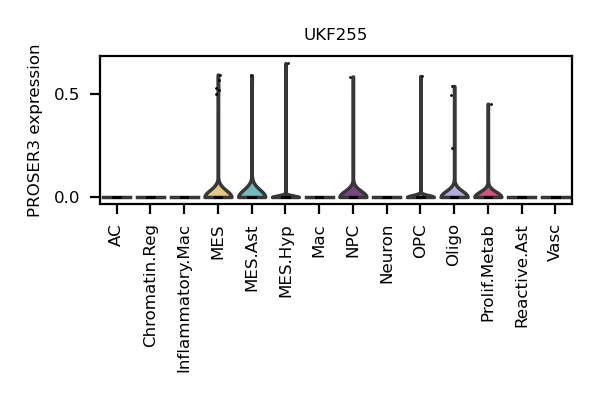 UKF255
PROSER3 expression
0.5
0.0
AC
Chromatin.Reg
Inflammatory.Mac
MES
MES.Ast
MES.Hyp
Mac
NPC
Neuron
OPC
Oligo
Prolif.Metab
Reactive.Ast
Vasc